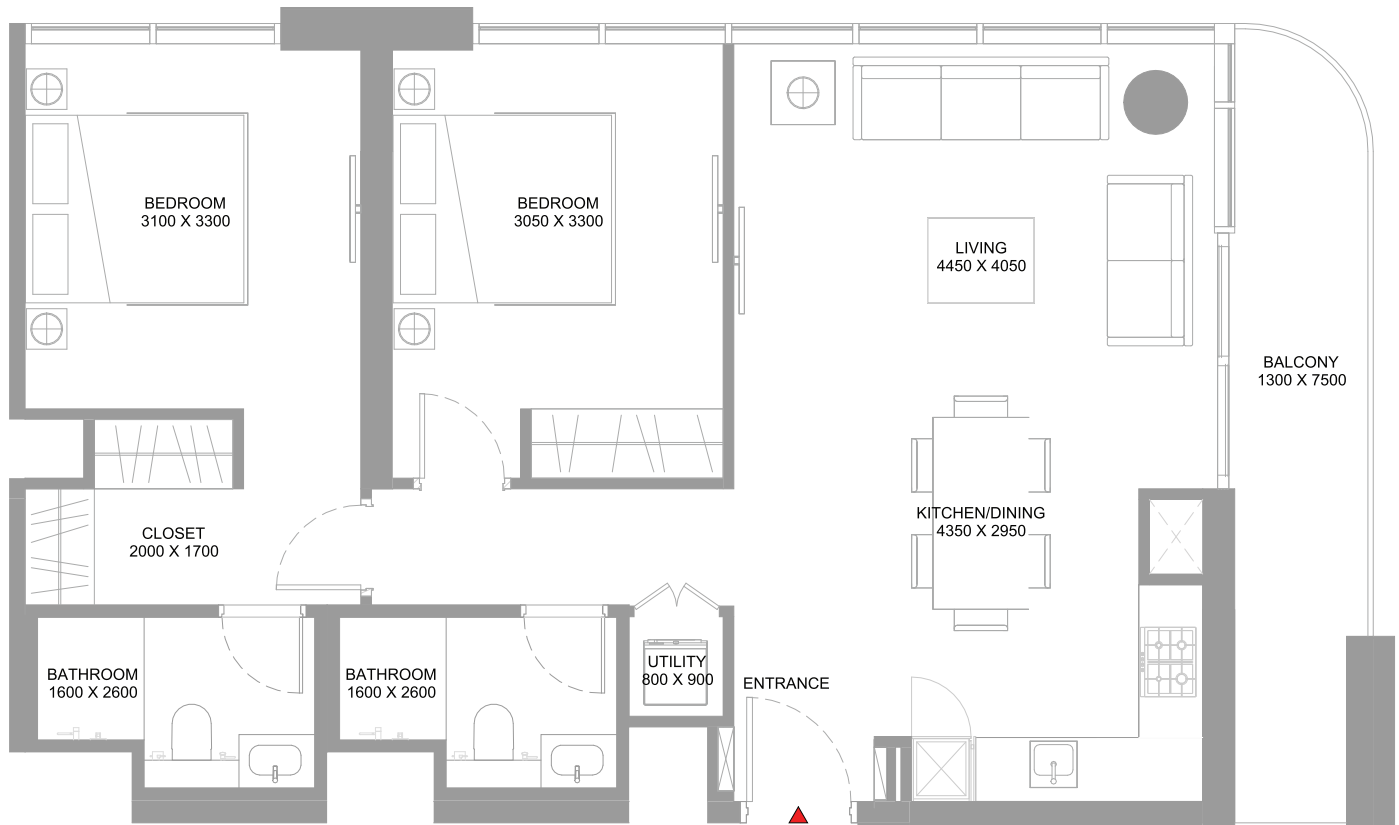 BEDROOM
3100 X 3300
BEDROOM
3050 X 3300
LIVING
4450 X 4050
BALCONY
1300 X 7500
KITCHEN/DINING
4350 X 2950
CLOSET
2000 X 1700
BATHROOM
1600 X 2600
BATHROOM
1600 X 2600
UTILITY
800 X 900
ENTRANCE